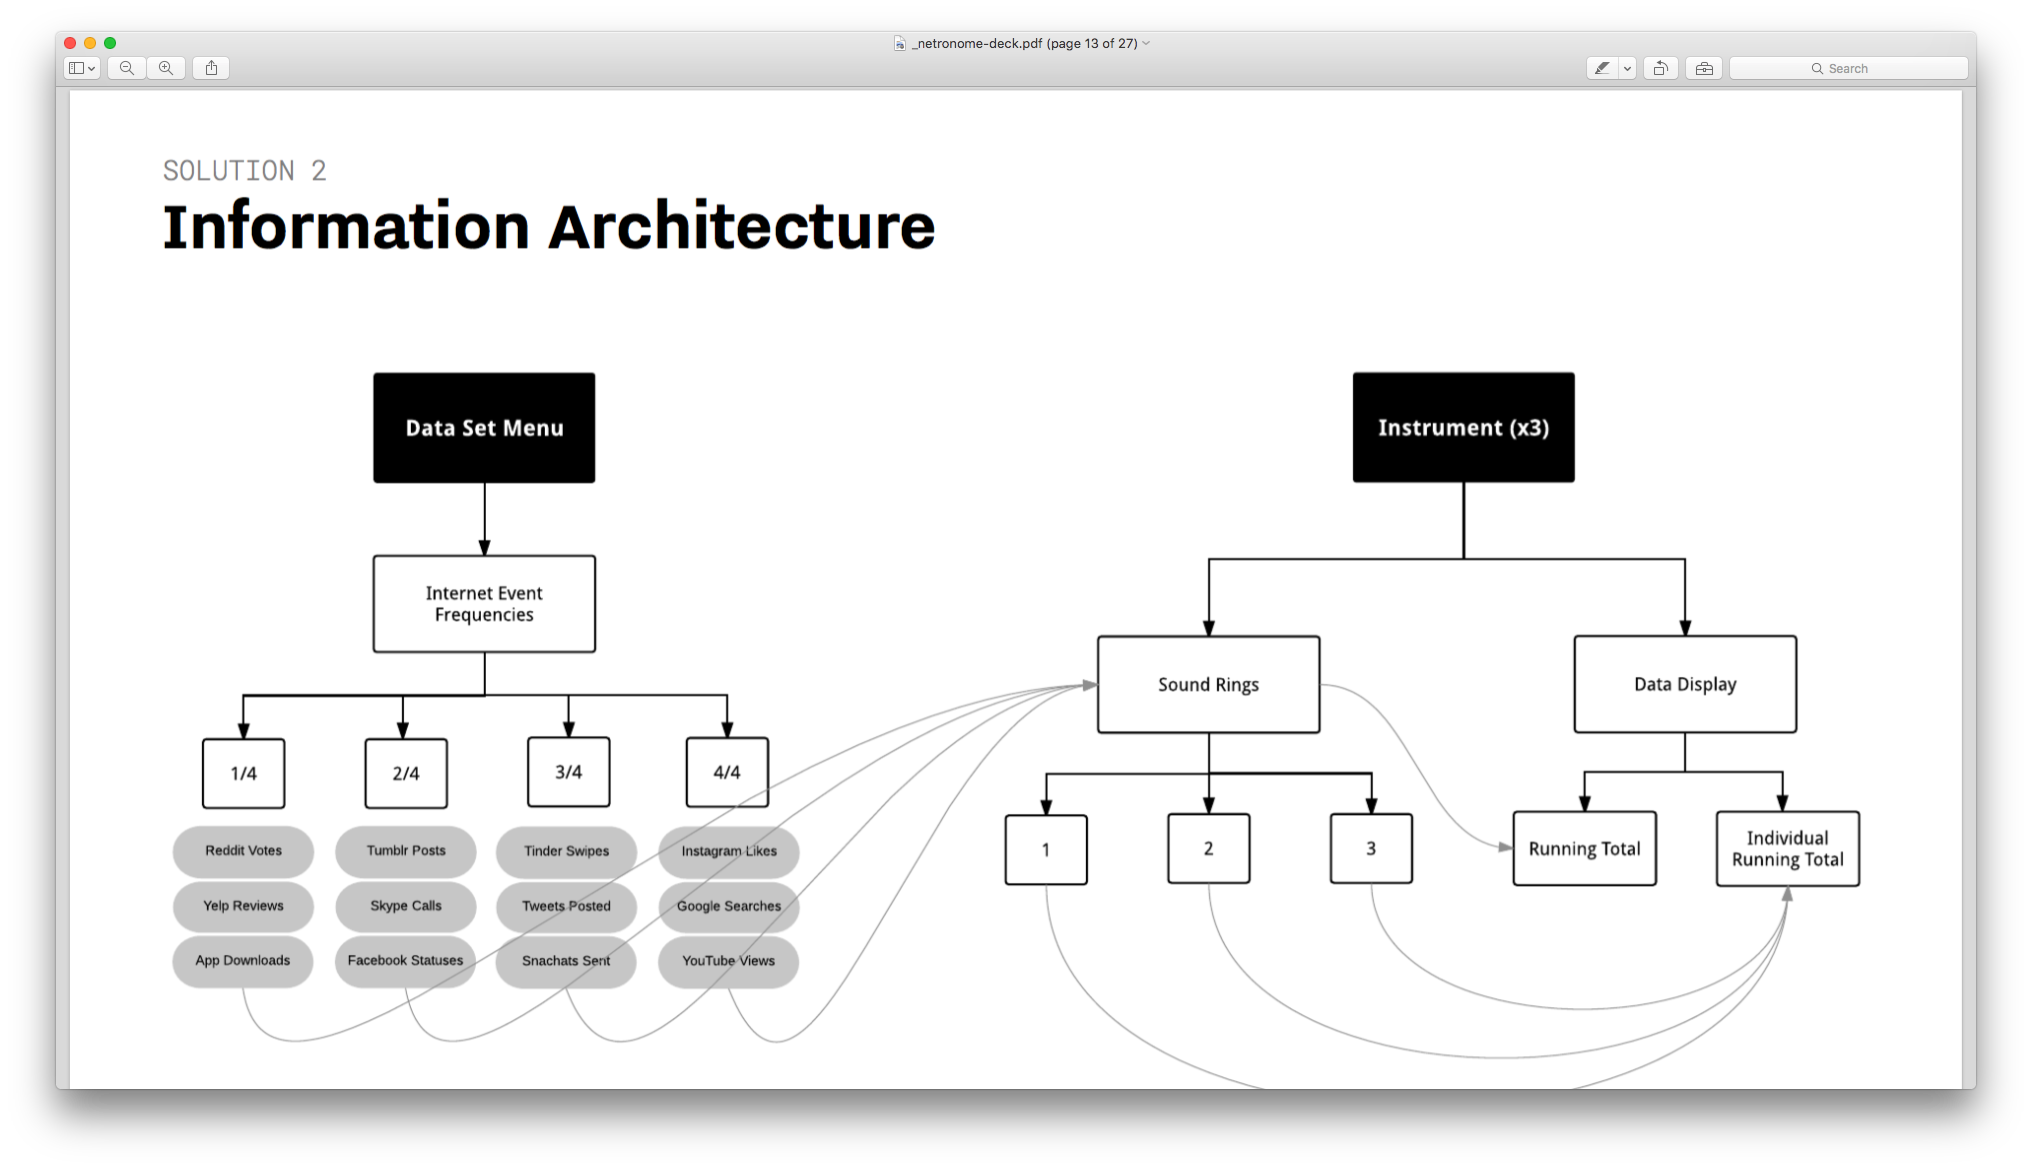 _netronome-deck.pdf (page 13 of 27)
Search
SOLUTION 2
Information Architecture
Data Set Menu
Internet Event
Frequencies
1/4
2/4
3/4
4/4
Reddit Votes
Tumblr Posts
Tinder Swipes
Instagram Likes
Yelp Reviews
Skype Calls
Tweets Posted
Google Searches
App Downloads
Facebook Statuses
Snachats Sent
YouTube Views
Instrument (x3)
Sound Rings
Data Display
1
2
3
Running Total
Individual
Running Total